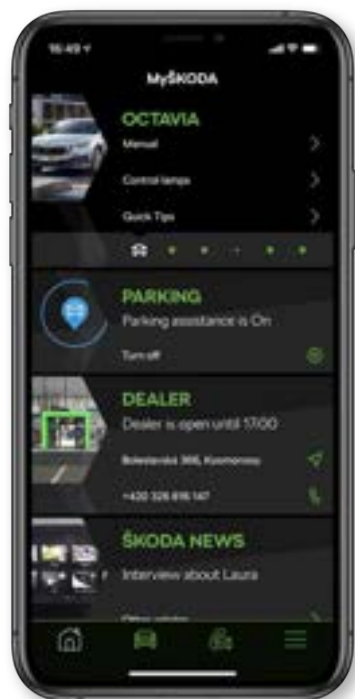 16:49
MyŠKODA
OCTAVIA
Manual
Control lamps
Quick Tips
PARKING
Parking assistance is On
Turn off
DEALER
Dealer is open until 17:00
Boleslavská 366, Kosmonosy
+420 326 816 147
ŠKODA NEWS
Interview about Laura